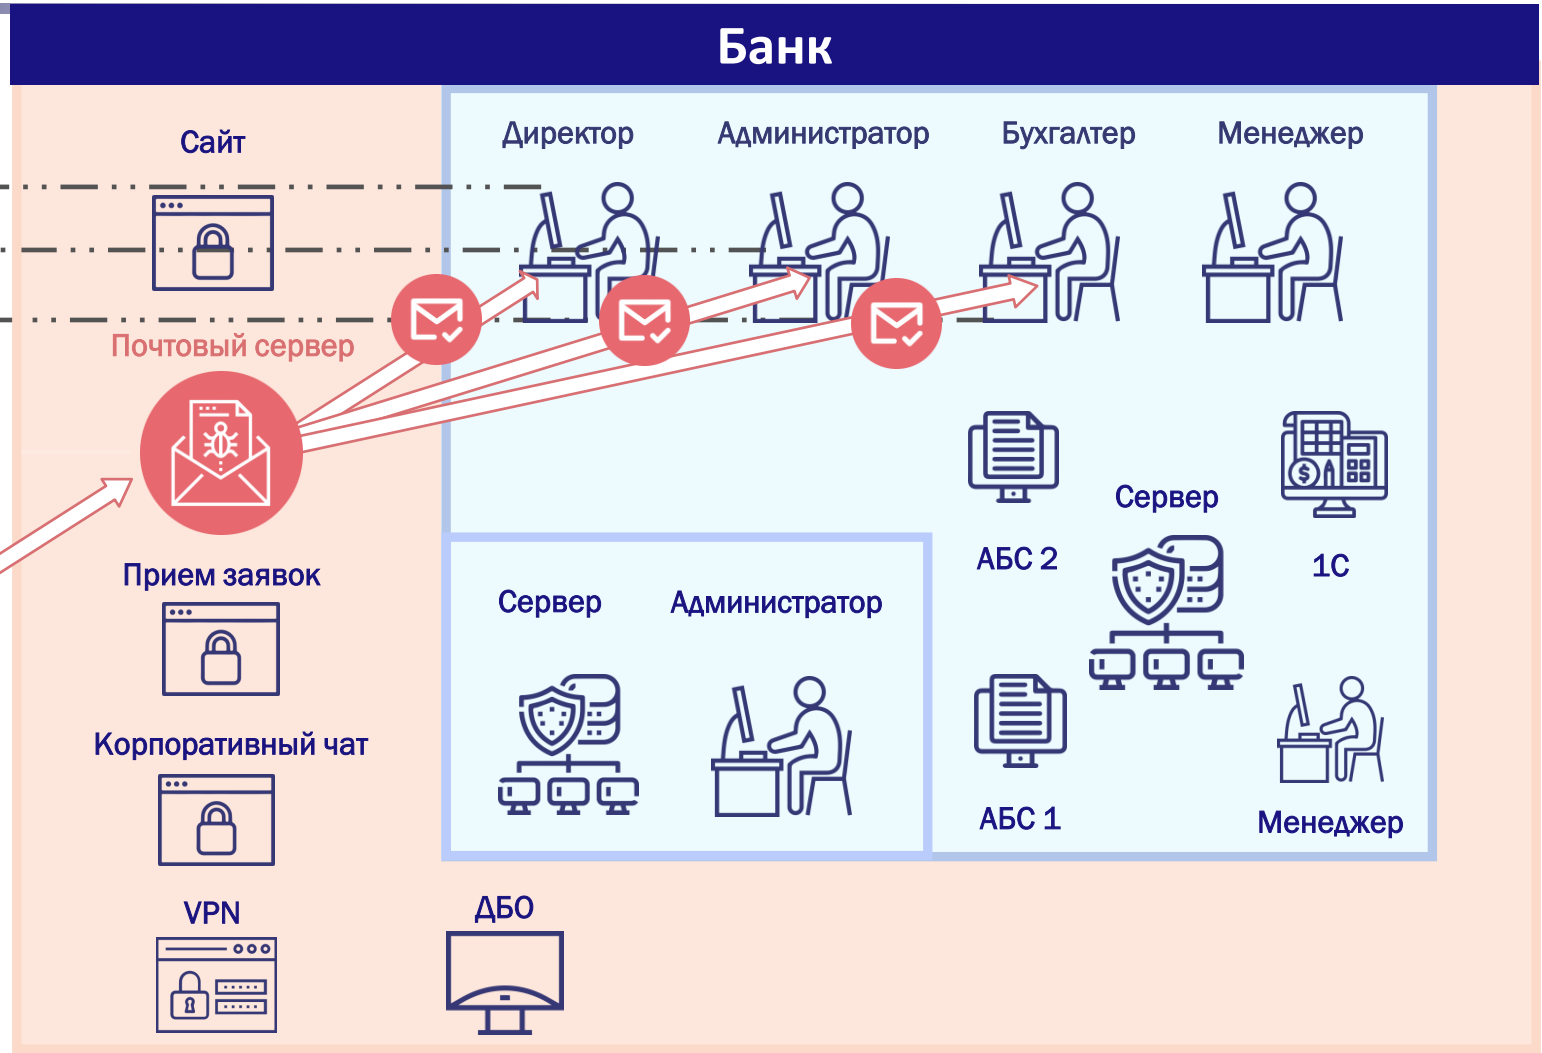 Банк
Сайт
Директор
Администратор
Бухгалтер
Менеджер
Почтовый сервер
Прием заявок
Корпоративный чат
VPN
ДБО
Сервер
Администратор
АБС 2
Сервер
1С
АБС 1
Менеджер